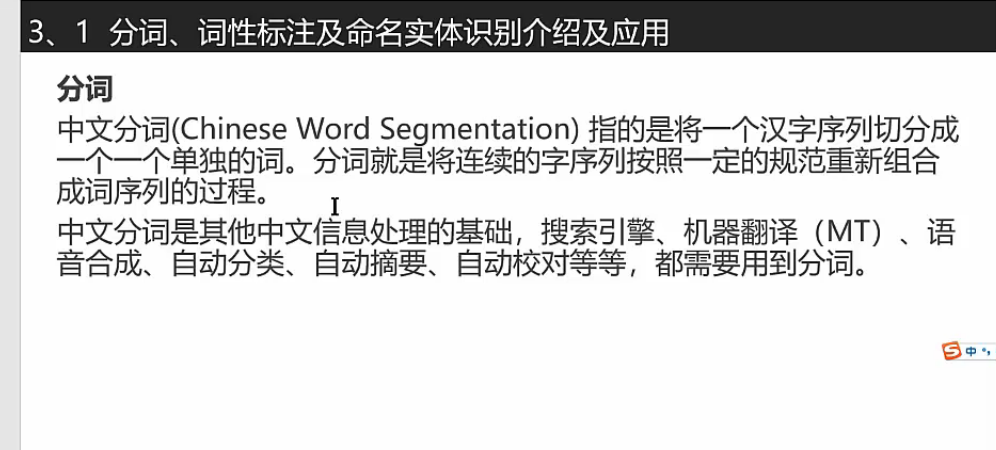 3、1 分词、词性标注及命名实体识别介绍及应用
分词
中文分词(Chinese Word Segmentation) 指的是将一个汉字序列切分成
一个一个单独的词。分词就是将连续的字序列按照一定的规范重新组合
成词序列的过程。
中文分词是其他中文信息处理的基础，搜索引擎、机器翻译（MT）、语
音合成、自动分类、自动摘要、自动校对等等，都需要用到分词。
S中°,